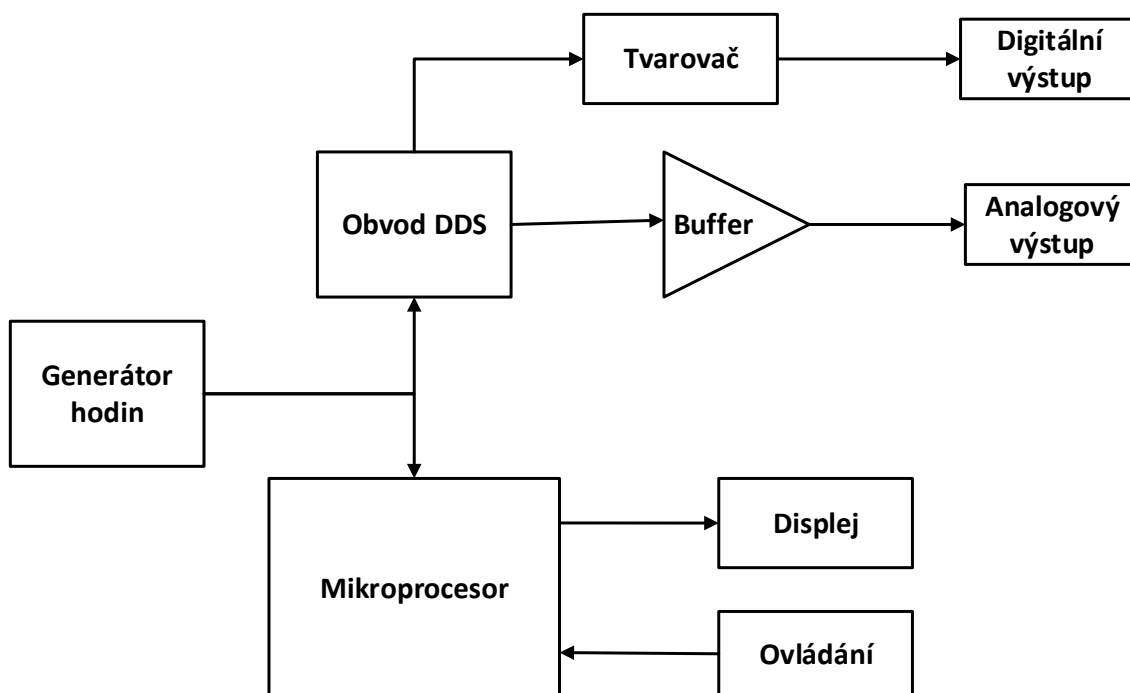 Tvarovač
Digitální
výstup
Obvod DDS
Buffer
Analogový
výstup
Generátor
hodin
Mikroprocesor
Displej
Ovládání